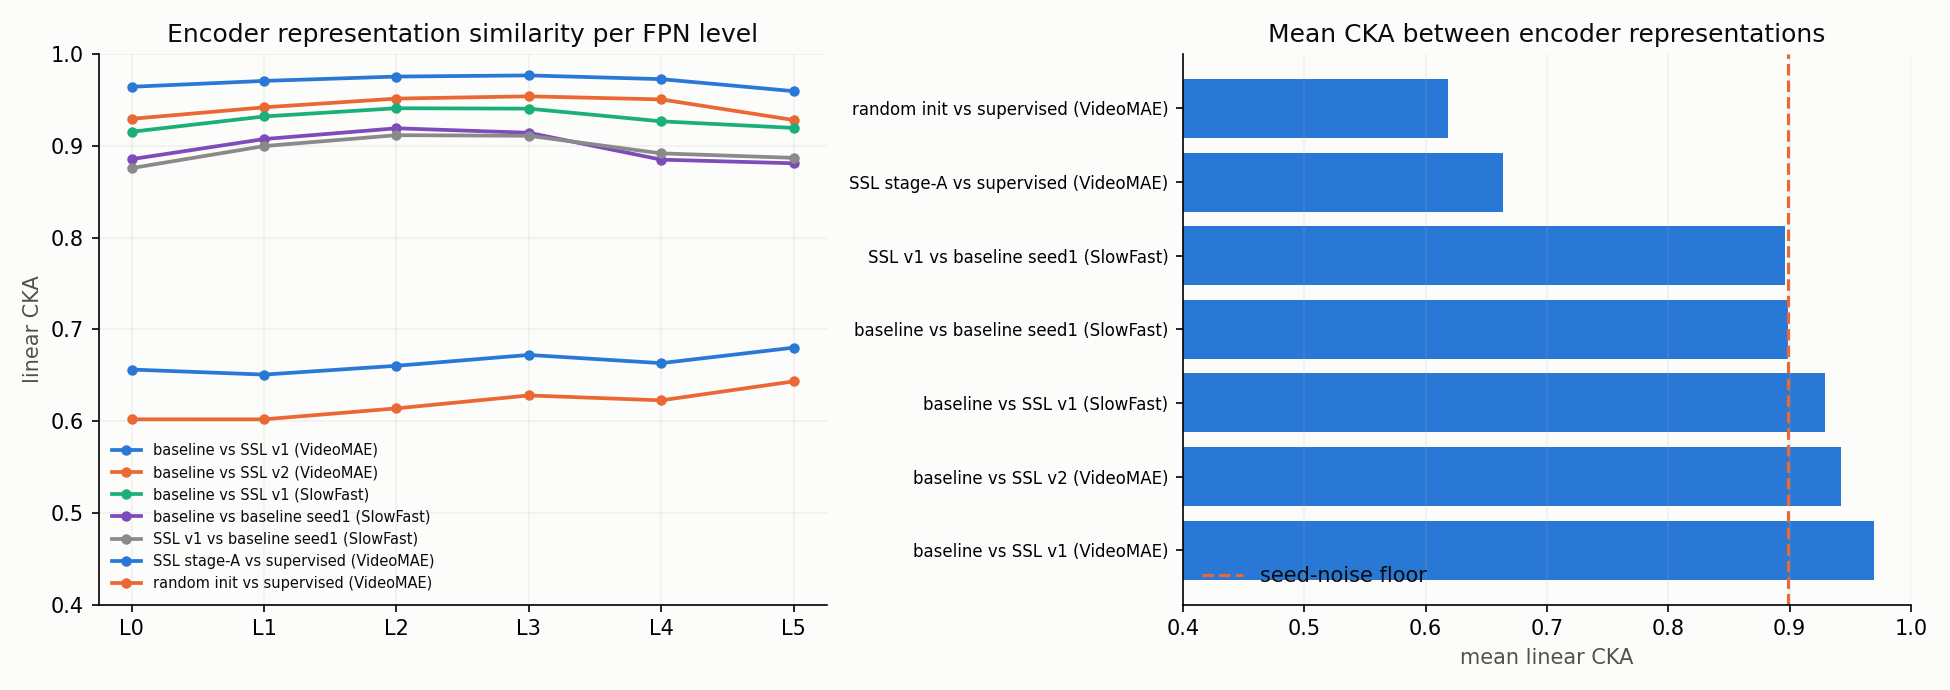 Encoder representation similarity per FPN level
linear CKA
1.0
0.9
0.8
0.7
0.6
0.5
0.4
baseline vs SSL v1 (VideoMAE)
baseline vs SSL v2 (VideoMAE)
baseline vs SSL v1 (SlowFast)
baseline vs baseline seed1 (SlowFast)
SSL v1 vs baseline seed1 (SlowFast)
SSL stage-A vs supervised (VideoMAE)
random init vs supervised (VideoMAE)
L0 L1 L2 L3 L4 L5
Mean CKA between encoder representations
random init vs supervised (VideoMAE)
SSL stage-A vs supervised (VideoMAE)
SSL v1 vs baseline seed1 (SlowFast)
baseline vs baseline seed1 (SlowFast)
baseline vs SSL v1 (SlowFast)
baseline vs SSL v2 (VideoMAE)
baseline vs SSL v1 (VideoMAE)
seed-noise floor
0.4 0.5 0.6 0.7 0.8 0.9 1.0
mean linear CKA